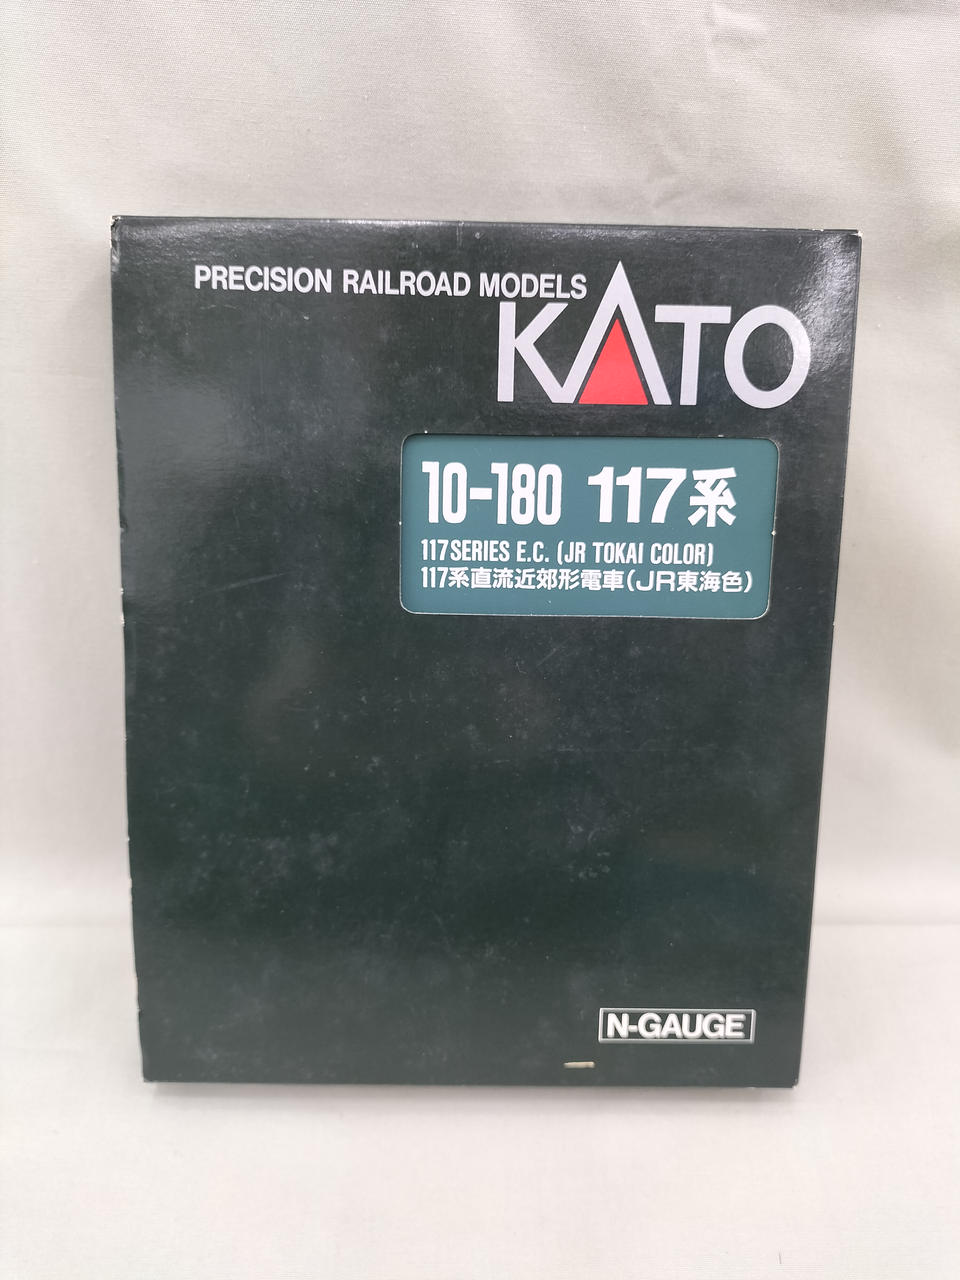 PRECISION RAILROAD MODELS
KATO
10-180 117系
117SERIES E.C. (JR TOKAI COLOR)
117系直流近郊形電車(JR東海色)
N-GAUGE